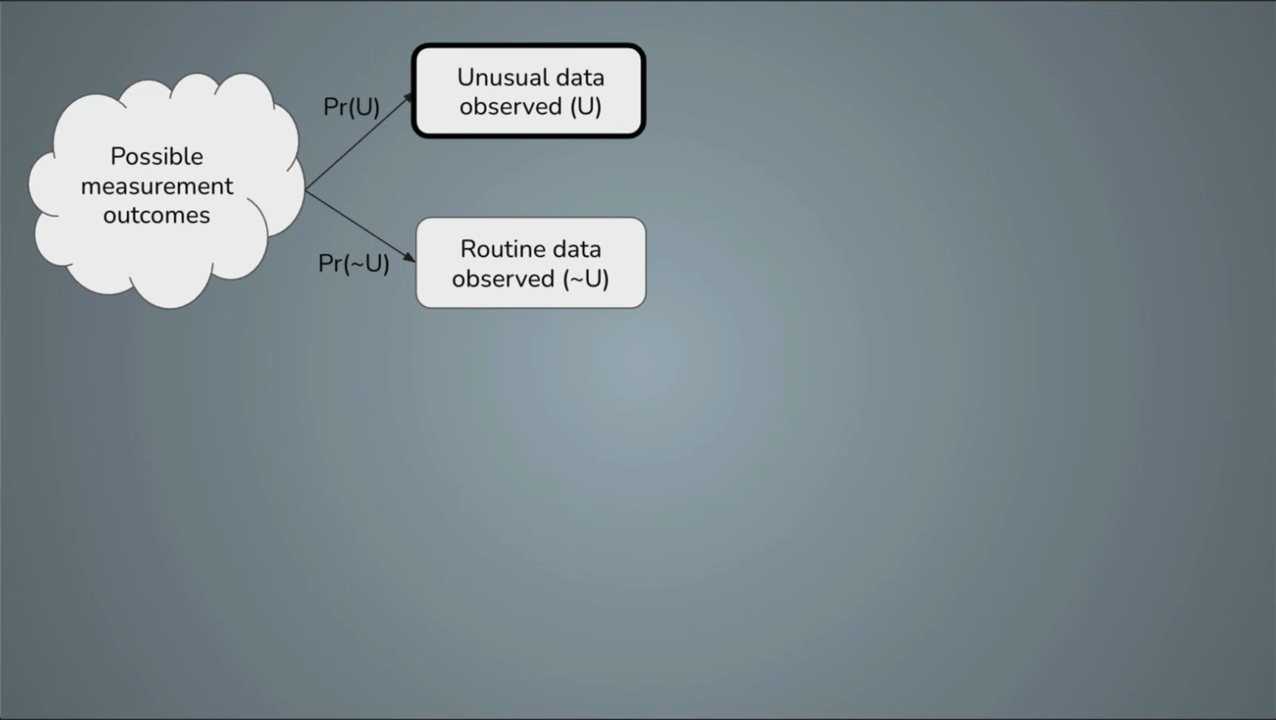 Possible
measurement
outcomes
Pr(U)
Unusual data
observed (U)
Pr(~U)
Routine data
observed (~U)